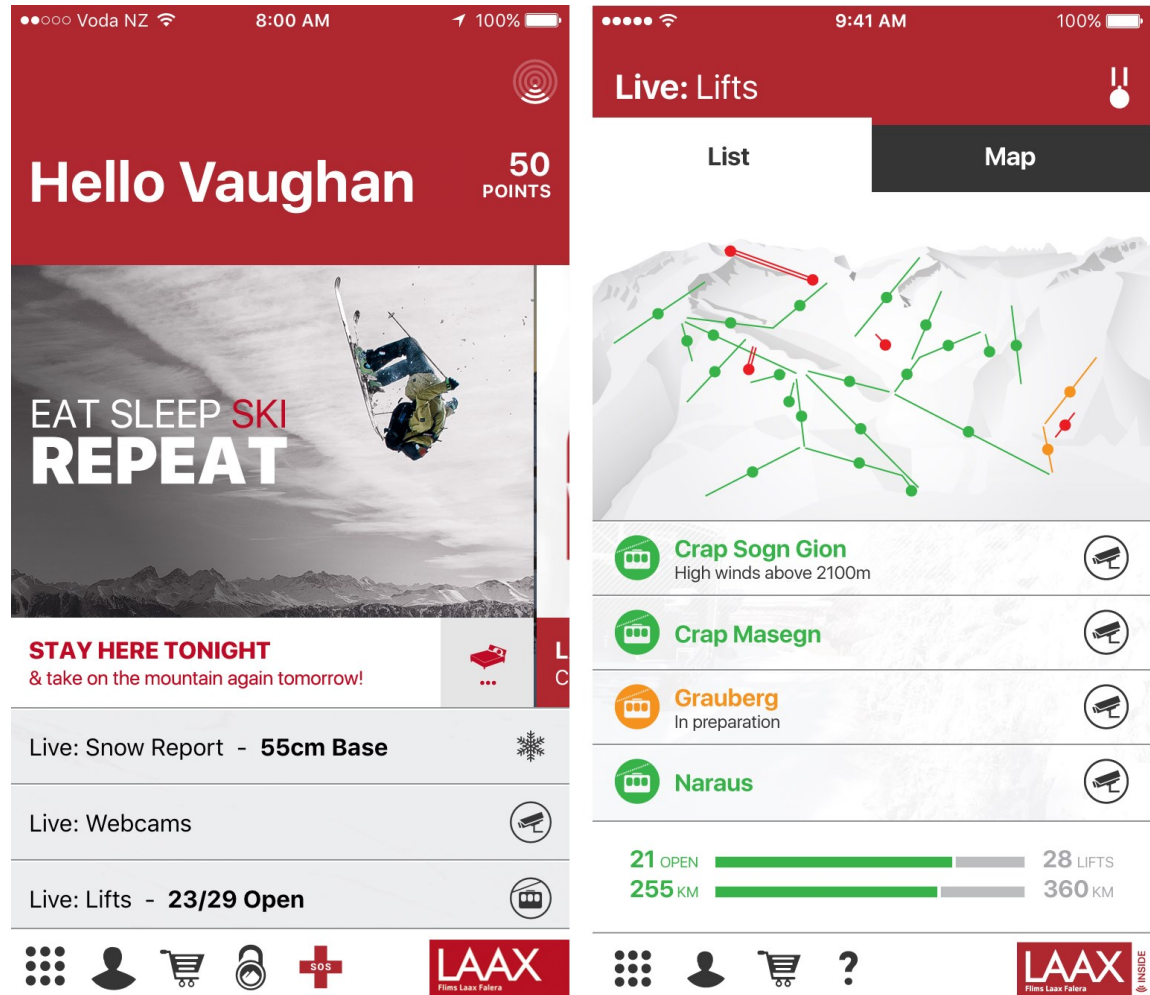 Voda NZ
8:00 AM
100%
Hello Vaughan
50
POINTS
EAT SLEEP SKI
REPEAT
STAY HERE TONIGHT
& take on the mountain again tomorrow!
L
C
Live: Snow Report - 55cm Base
Live: Webcams
Live: Lifts - 23/29 Open
SOS
LAAX
Flims Laax Falera
9:41 AM
100%
Live: Lifts
List
Map
Crap Sogn Gion
High winds above 2100m
Crap Masegn
Grauberg
In preparation
Naraus
21 OPEN
28 LIFTS
255 KM
360 KM
?
LAAX
Flims Laax Falera
INSIDE